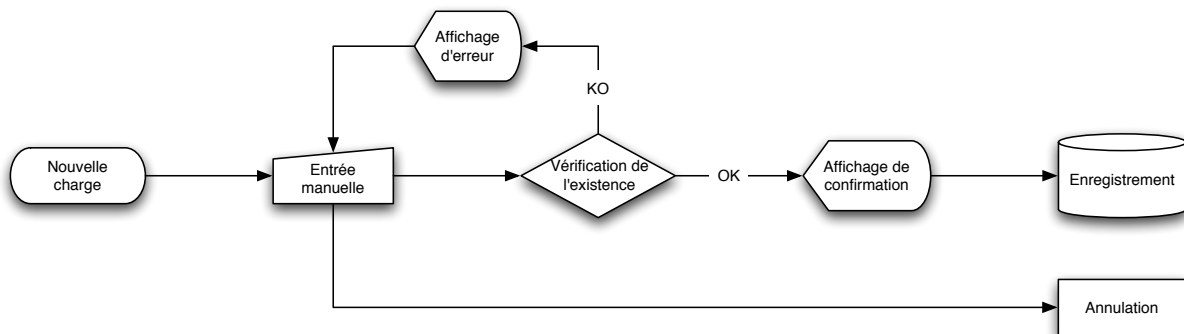 Affichage
d'erreur
KO
Nouvelle
charge
Entrée
manuelle
Vérification de
l'existence
OK
Affichage de
confirmation
Enregistrement
Annulation